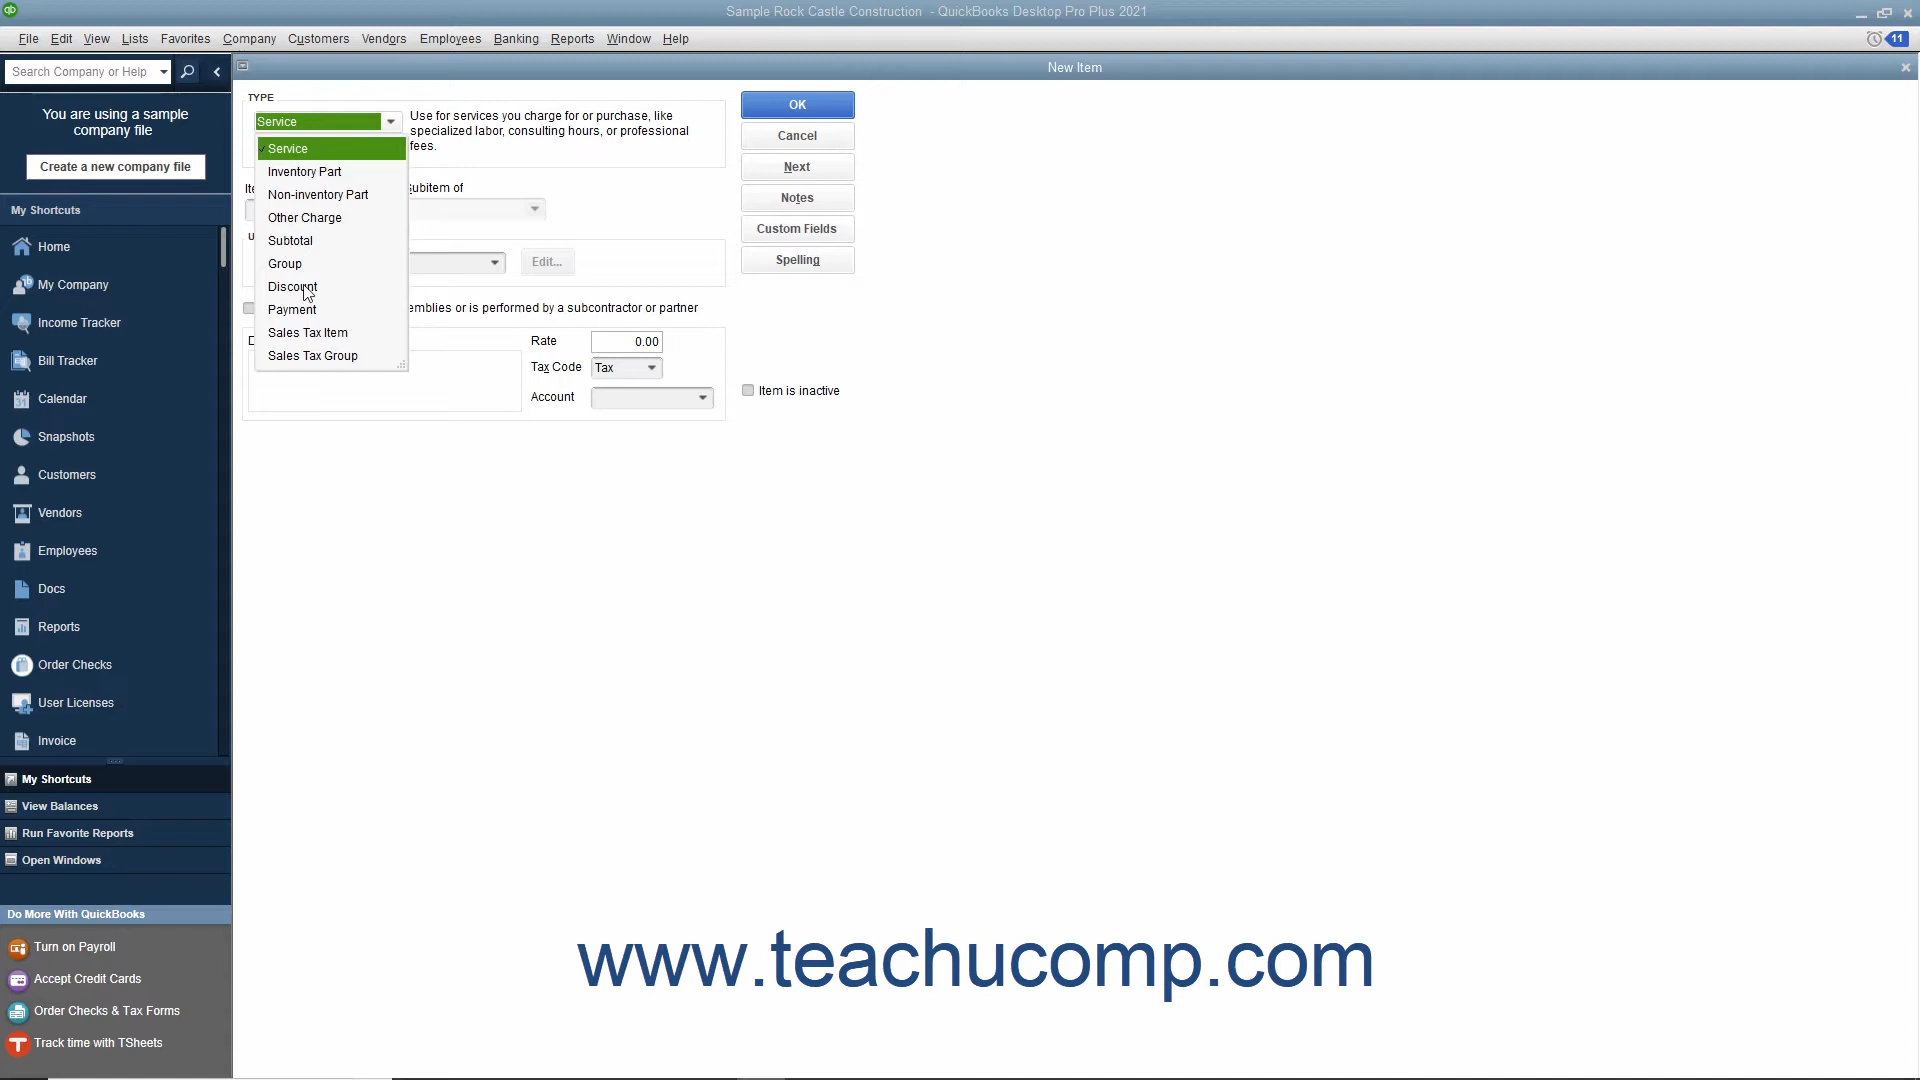 qb
Sample Rock Castle Construction - QuickBooks Desktop Pro Plus 2021
File Edit View Lists Favorites Company Customers Vendors Employees Banking Reports Window Help
11
Search Company or Help
New Item
You are using a sample
company file
Create a new company file
My Shortcuts
Home
My Company
Income Tracker
Bill Tracker
Calendar
Snapshots
Customers
Vendors
Employees
Docs
Reports
Order Checks
User Licenses
Invoice
My Shortcuts
View Balances
Run Favorite Reports
Open Windows
Do More With QuickBooks
Turn on Payroll
Accept Credit Cards
Order Checks & Tax Forms
Track time with TSheets
TYPE
Service
Use for services you charge for or purchase, like
specialized labor, consulting hours, or professional
fees.
Service
Inventory Part
Non-inventory Part
Other Charge
Subtotal
Group
Discount
Payment
Sales Tax Item
Sales Tax Group
ubitem of
Edit...
emblies or is performed by a subcontractor or partner
Rate 0.00
Tax Code Tax
Account
OK
Cancel
Next
Notes
Custom Fields
Spelling
Item is inactive
www.teachucomp.com